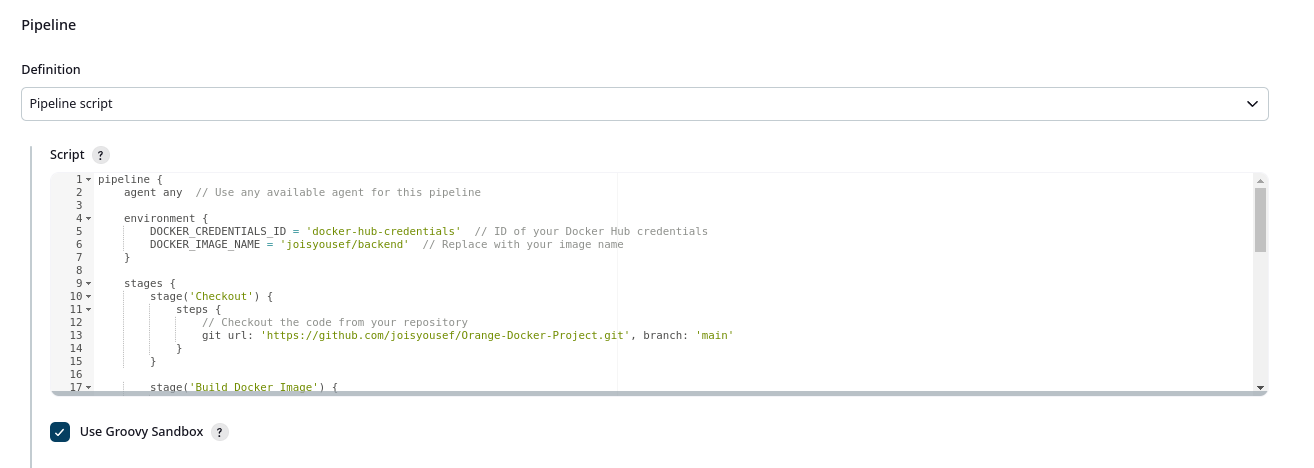 Pipeline
Definition
Pipeline script
Script ?
1 pipeline {
2     agent any  // Use any available agent for this pipeline
3
4     environment {
5         DOCKER_CREDENTIALS_ID = 'docker-hub-credentials'  // ID of your Docker Hub credentials
6         DOCKER_IMAGE_NAME = 'joisyousef/backend'  // Replace with your image name
7     }
8
9     stages {
10         stage('Checkout') {
11             steps {
12                 // Checkout the code from your repository
13                 git url: 'https://github.com/joisyousef/Orange-Docker-Project.git', branch: 'main'
14             }
15         }
16
17         stage('Build Docker Image') {
Use Groovy Sandbox ?